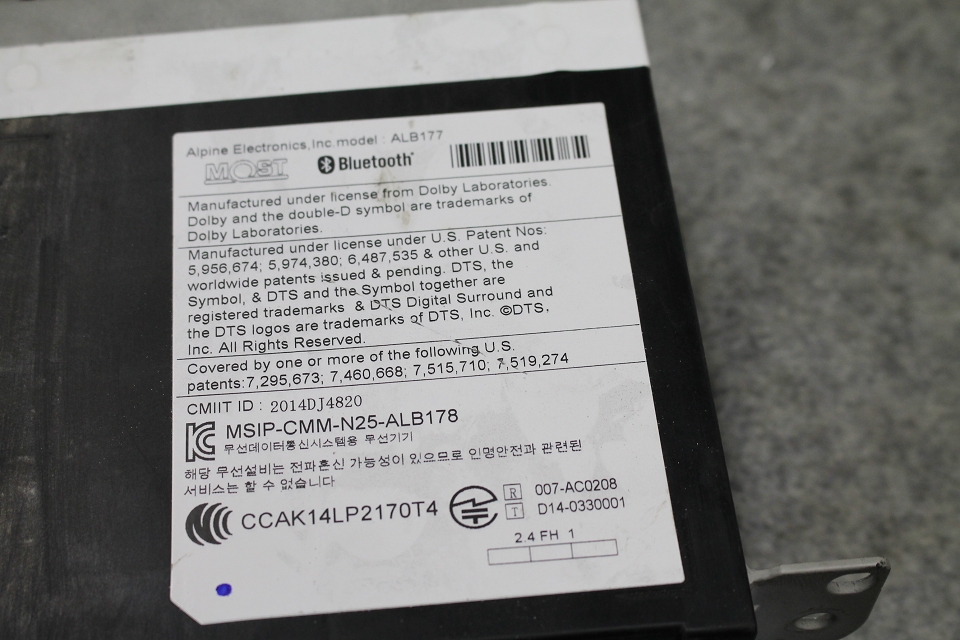 Alpine Electronics,Inc.model : ALB177
MOST Bluetooth
Manufactured under license from Dolby Laboratories.
Dolby and the double-D symbol are trademarks of
Dolby Laboratories.
Manufactured under license under U.S. Patent Nos:
5,956,674; 5,974,380; 6,487,535 & other U.S. and
worldwide patents issued & pending. DTS, the
Symbol, & DTS and the Symbol together are
registered trademarks & DTS Digital Surround and
the DTS logos are trademarks of DTS, Inc. ©DTS,
Inc. All Rights Reserved.
Covered by one or more of the following U.S.
patents:7,295,673; 7,460,668; 7,515,710; 7,519,274
CMIIT ID : 2014DJ4820
MSIP-CMM-N25-ALB178
무선데이터통신시스템용 무선기기
해당 무선설비는 전파혼신 가능성이 있으므로 인명안전과 관련된
서비스는 할 수 없습니다
CCAK14LP2170T4
R 007-AC0208
T D14-0330001
2.4 FH 1